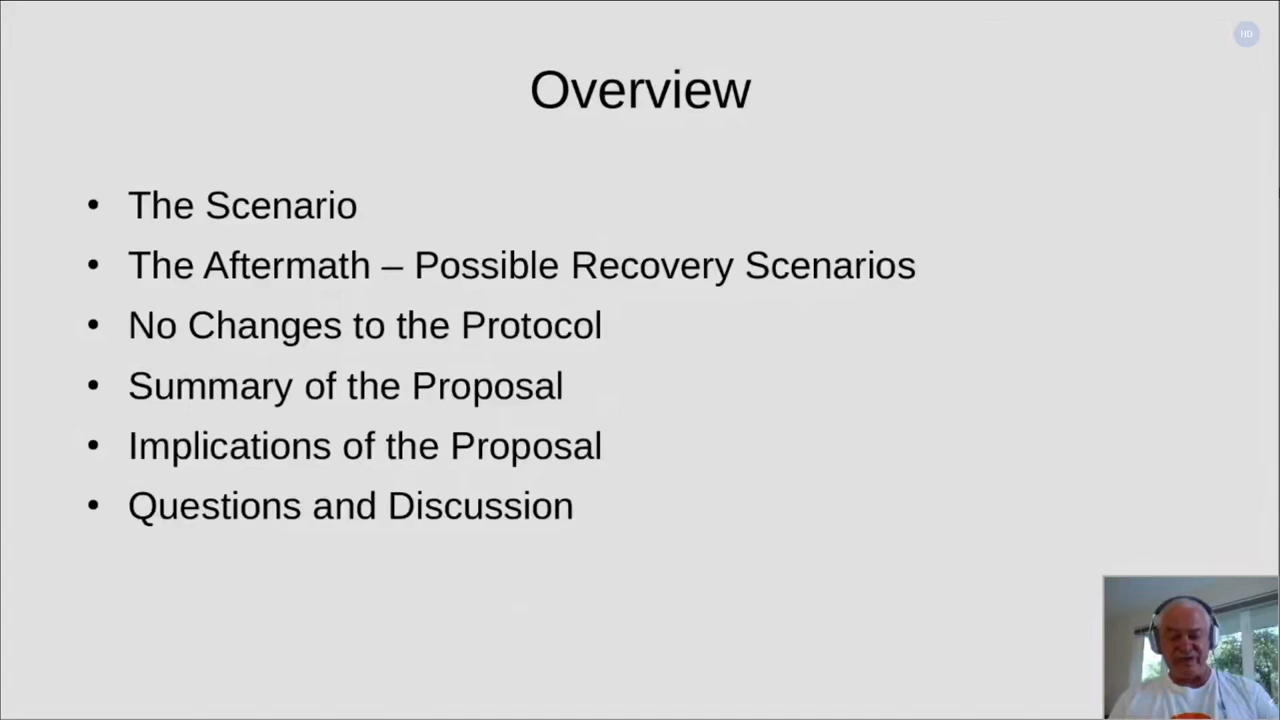 HD
Overview
• The Scenario
• The Aftermath – Possible Recovery Scenarios
• No Changes to the Protocol
• Summary of the Proposal
• Implications of the Proposal
• Questions and Discussion